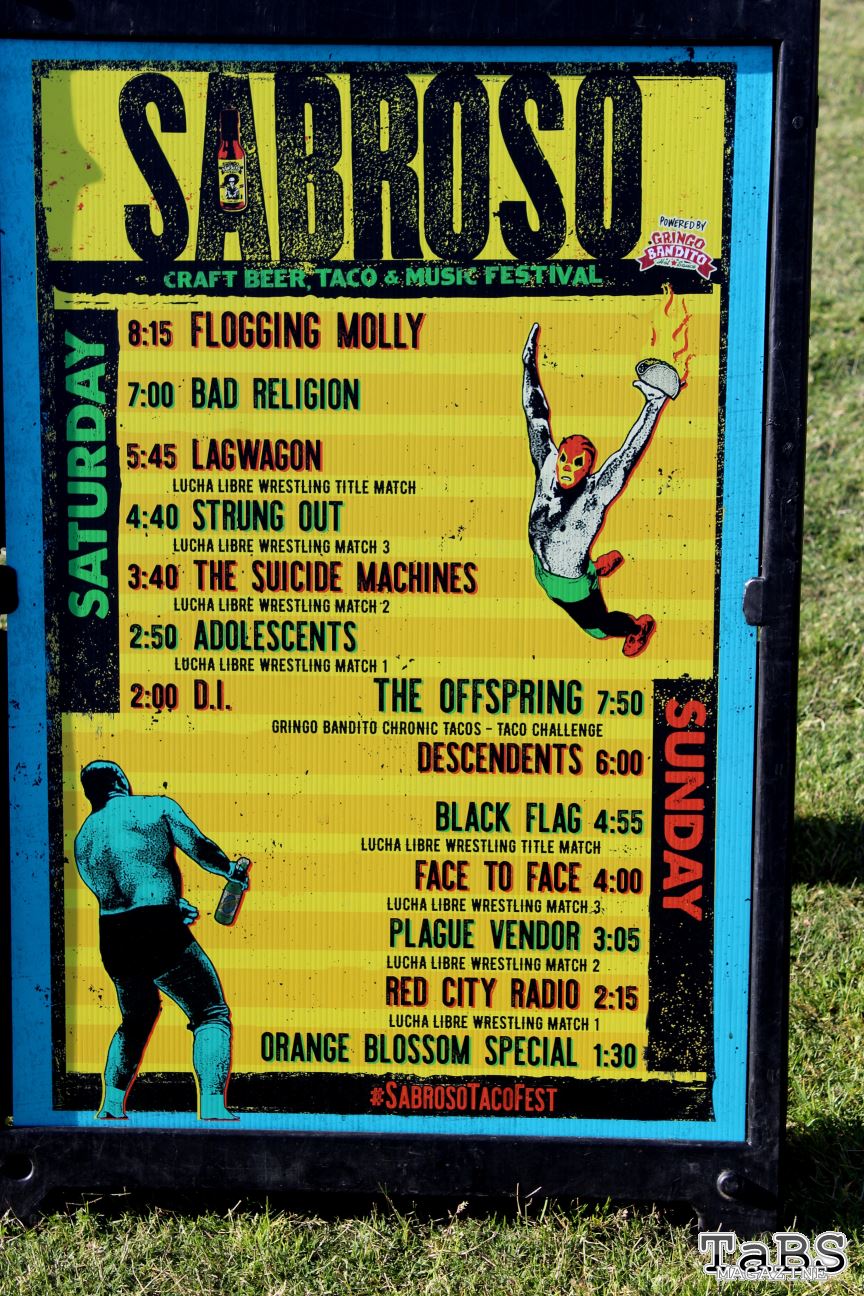 SABROSO
POWERED BY
GRINGO
BANDITO
CRAFT BEER, TACO & MUSIC FESTIVAL
SATURDAY
8:15 FLOGGING MOLLY
7:00 BAD RELIGION
5:45 LAGWAGON
LUCHA LIBRE WRESTLING TITLE MATCH
4:40 STRUNG OUT
LUCHA LIBRE WRESTLING MATCH 3
3:40 THE SUICIDE MACHINES
LUCHA LIBRE WRESTLING MATCH 2
2:50 ADOLESCENTS
LUCHA LIBRE WRESTLING MATCH 1
2:00 D.I.
SUNDAY
THE OFFSPRING 7:50
GRINGO BANDITO CHRONIC TACOS - TACO CHALLENGE
DESCENDENTS 6:00
BLACK FLAG 4:55
LUCHA LIBRE WRESTLING TITLE MATCH
FACE TO FACE 4:00
LUCHA LIBRE WRESTLING MATCH 3
PLAGUE VENDOR 3:05
LUCHA LIBRE WRESTLING MATCH 2
RED CITY RADIO 2:15
LUCHA LIBRE WRESTLING MATCH 1
ORANGE BLOSSOM SPECIAL 1:30
#SABROSOTACOFEST
TaBS
MAGAZINE